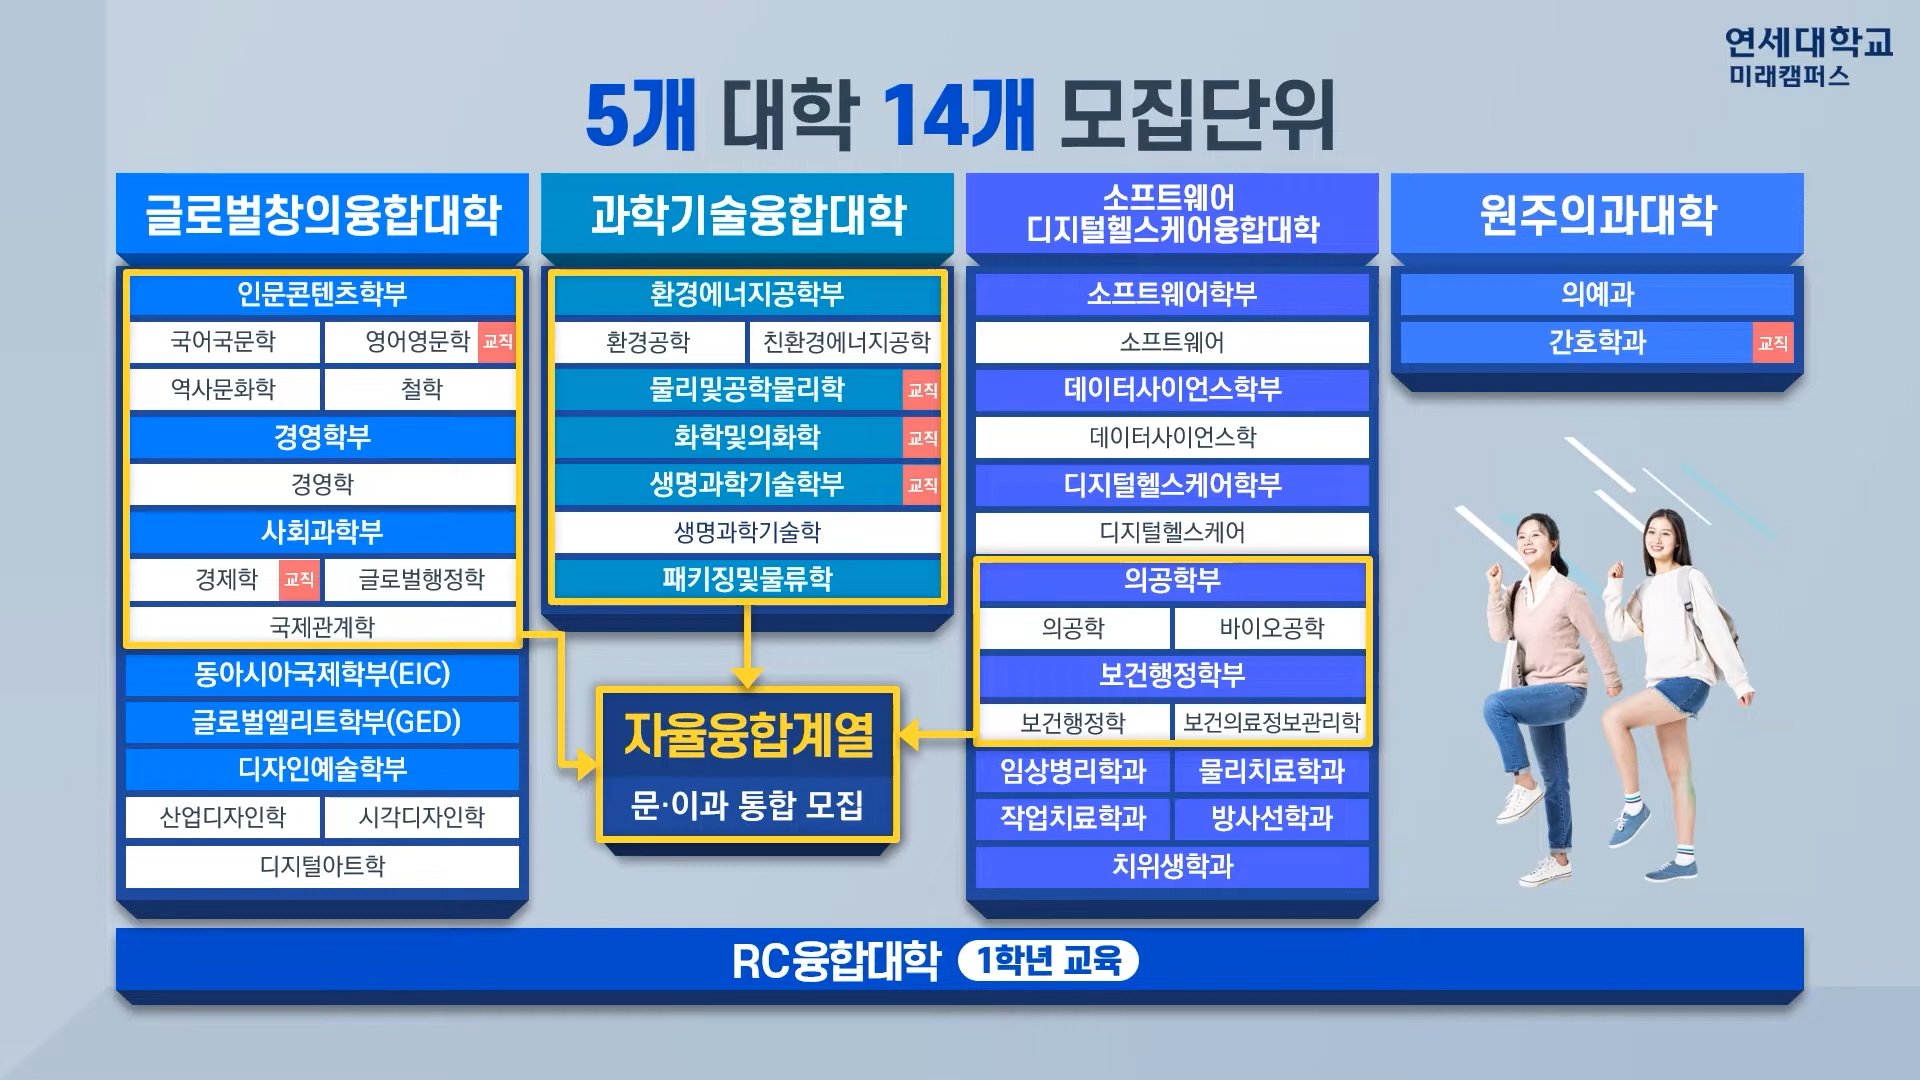 연세대학교
미래캠퍼스
5개 대학 14개 모집단위
글로벌창의융합대학
인문콘텐츠학부
국어국문학 영어영문학 교직
역사문화학 철학
경영학부
경영학
사회과학부
경제학 교직 글로벌행정학
국제관계학
동아시아국제학부(EIC)
글로벌엘리트학부(GED)
디자인예술학부
산업디자인학 시각디자인학
디지털아트학
과학기술융합대학
환경에너지공학부
환경공학 친환경에너지공학
물리및공학물리학 교직
화학및의화학 교직
생명과학기술학부 교직
생명과학기술학
패키징및물류학
자율융합계열
문·이과 통합 모집
소프트웨어
디지털헬스케어융합대학
소프트웨어학부
소프트웨어
데이터사이언스학부
데이터사이언스학
디지털헬스케어학부
디지털헬스케어
의공학부
의공학 바이오공학
보건행정학부
보건행정학 보건의료정보관리학
임상병리학과 물리치료학과
작업치료학과 방사선학과
치위생학과
원주의과대학
의예과
간호학과 교직
RC융합대학 1학년 교육